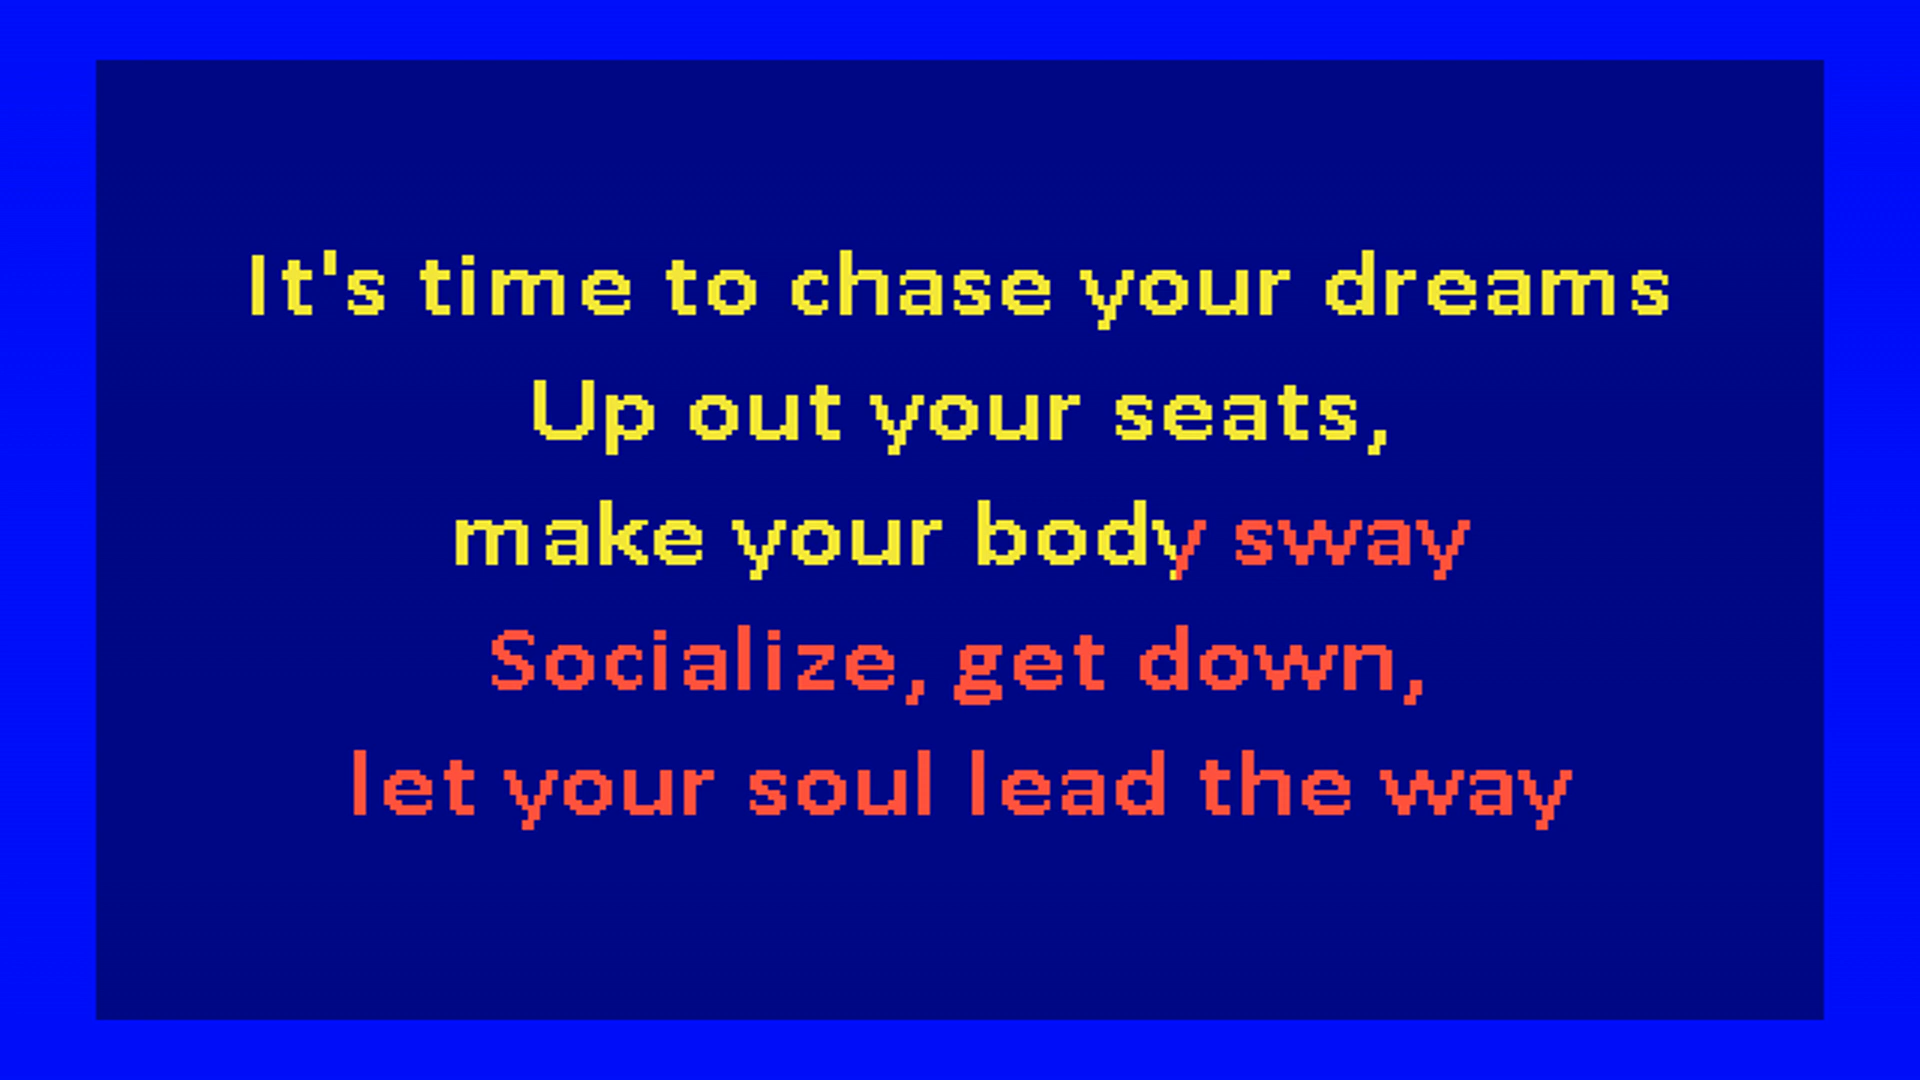 It's time to chase your dreams
Up out your seats,
make your body sway
Socialize, get down,
let your soul lead the way